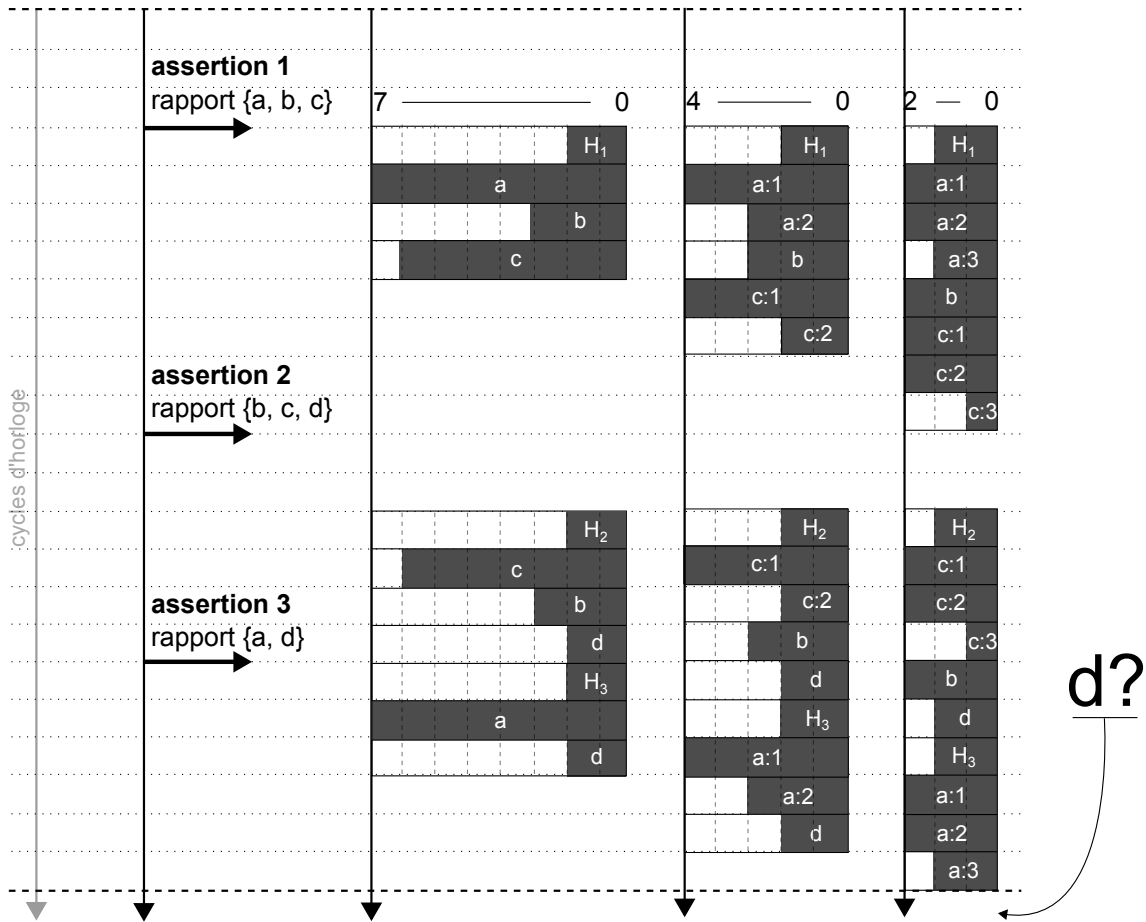 cycles d'horloge
assertion 1
rapport {a, b, c}
assertion 2
rapport {b, c, d}
assertion 3
rapport {a, d}
7 0
H₁
a
b
c
H₂
c
b
d
H₃
a
d
4 0
H₁
a:1
a:2
b
c:1
c:2
H₂
c:1
c:2
b
d
H₃
a:1
a:2
d
2 0
H₁
a:1
a:2
a:3
b
c:1
c:2
c:3
H₂
c:1
c:2
c:3
b
d
H₃
a:1
a:2
a:3
d?